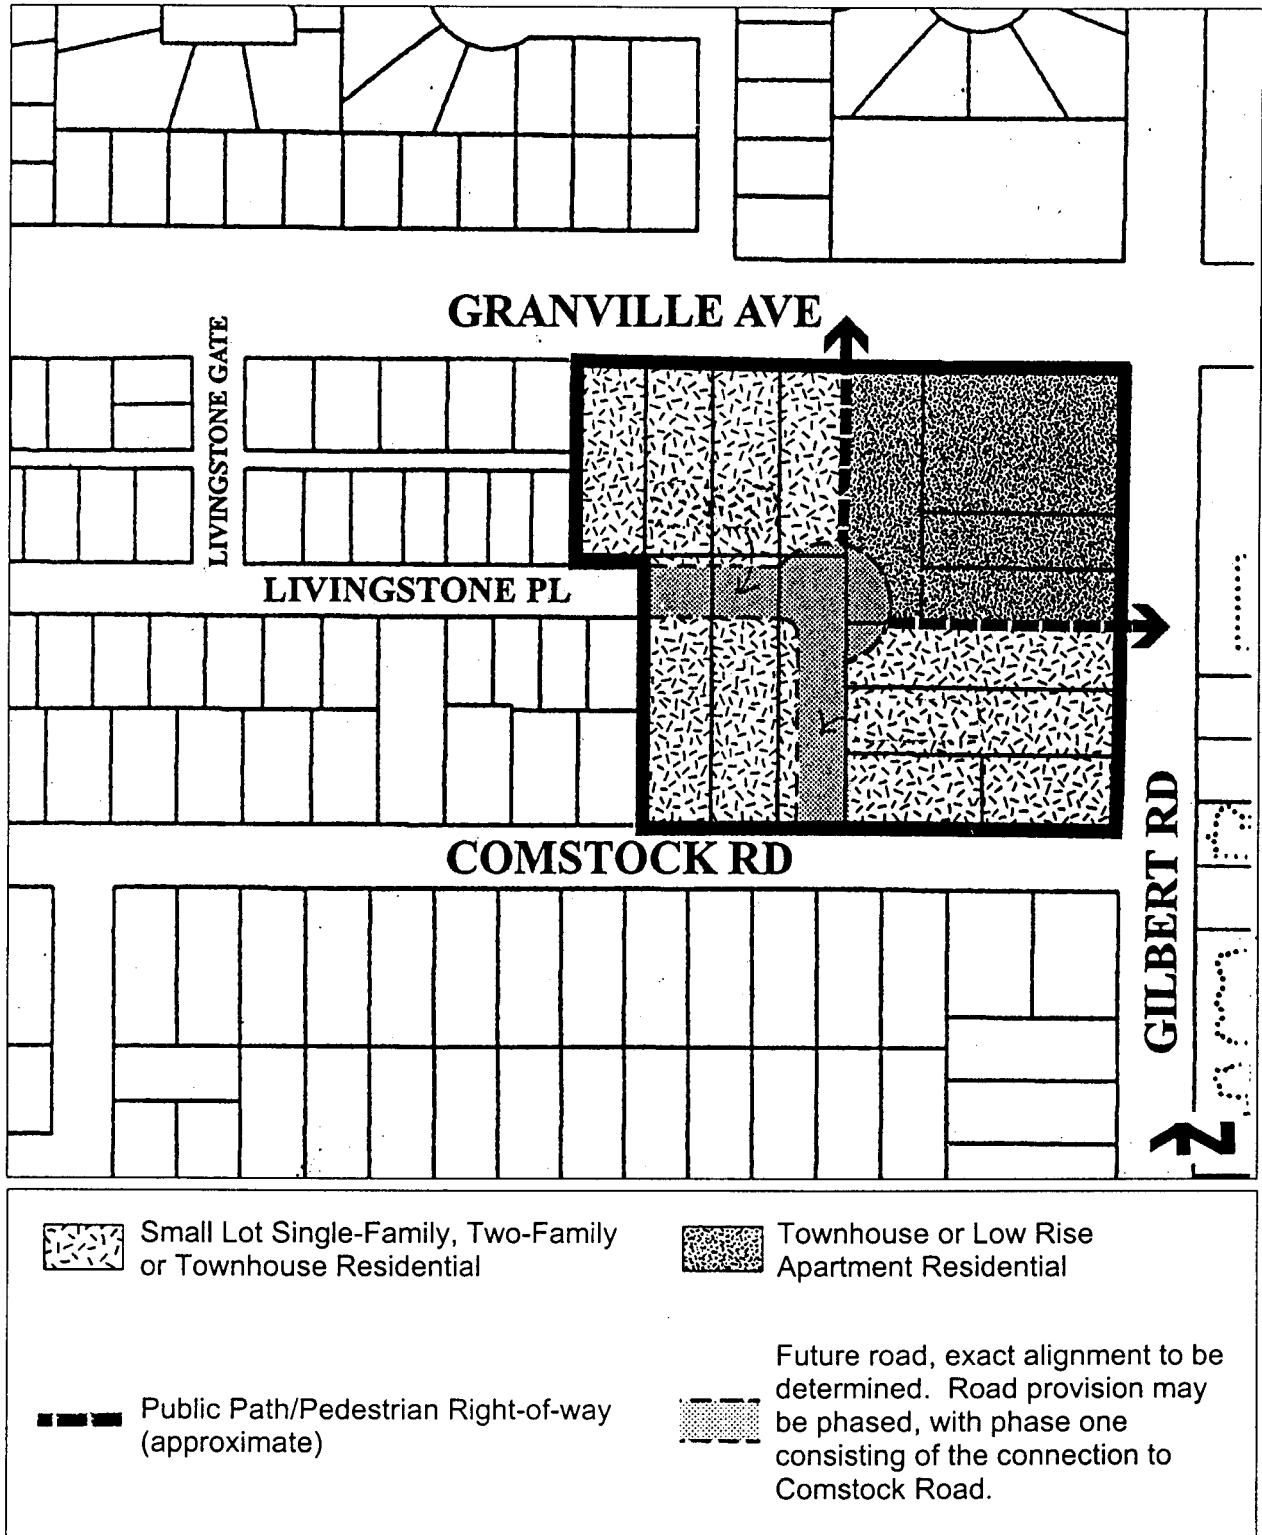 GRANVILLE AVE
LIVINGSTONE GATE
LIVINGSTONE PL
COMSTOCK RD
GILBERT RD
N
Small Lot Single-Family, Two-Family
or Townhouse Residential
Townhouse or Low Rise
Apartment Residential
Public Path/Pedestrian Right-of-way
(approximate)
Future road, exact alignment to be
determined. Road provision may
be phased, with phase one
consisting of the connection to
Comstock Road.